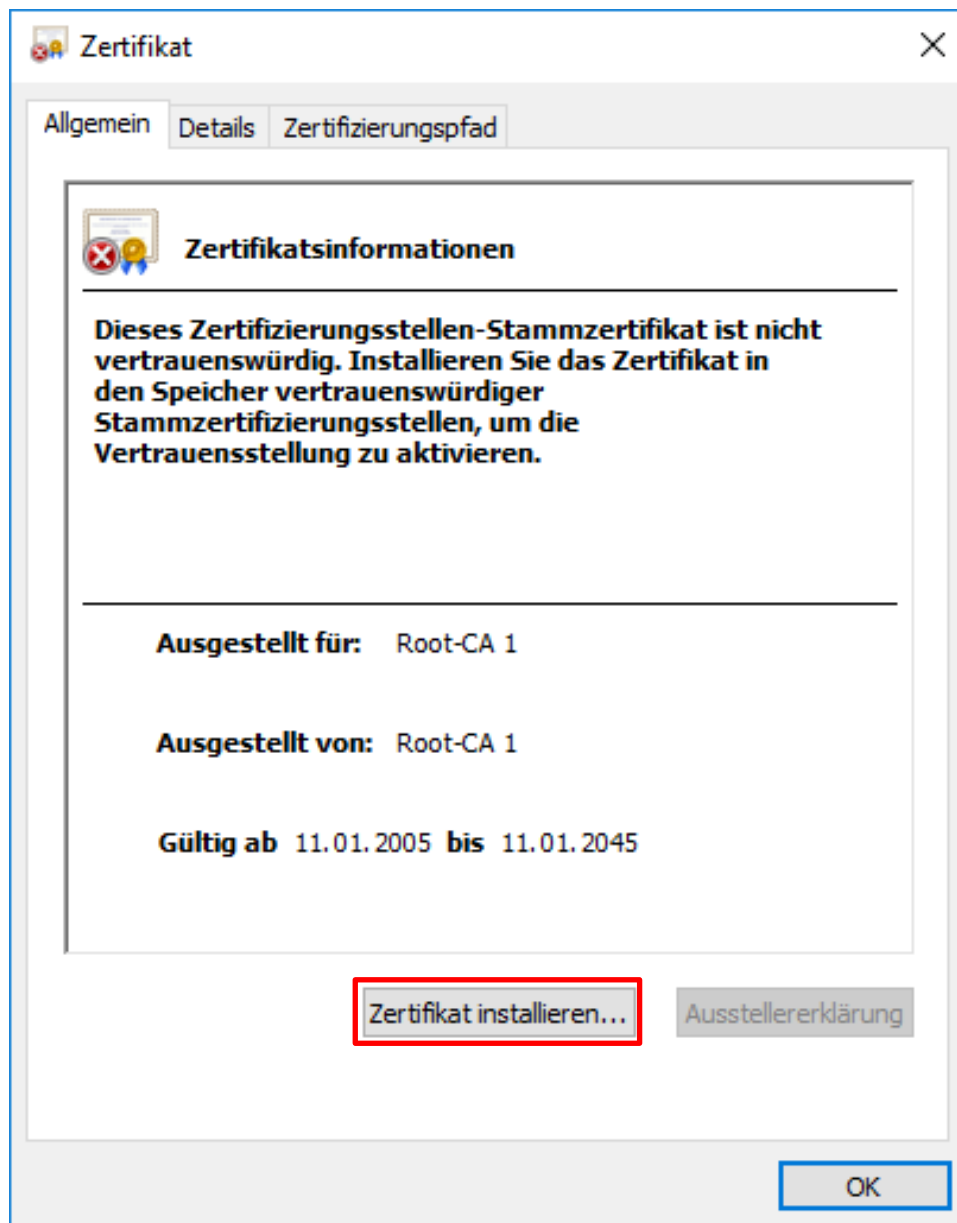 Zertifikat
Allgemein Details Zertifizierungspfad
Zertifikatsinformationen
Dieses Zertifizierungsstellen-Stammzertifikat ist nicht
vertrauenswürdig. Installieren Sie das Zertifikat in
den Speicher vertrauenswürdiger
Stammzertifizierungsstellen, um die
Vertrauensstellung zu aktivieren.
Ausgestellt für: Root-CA 1
Ausgestellt von: Root-CA 1
Gültig ab 11.01.2005 bis 11.01.2045
Zertifikat installieren... Ausstellererklärung
OK